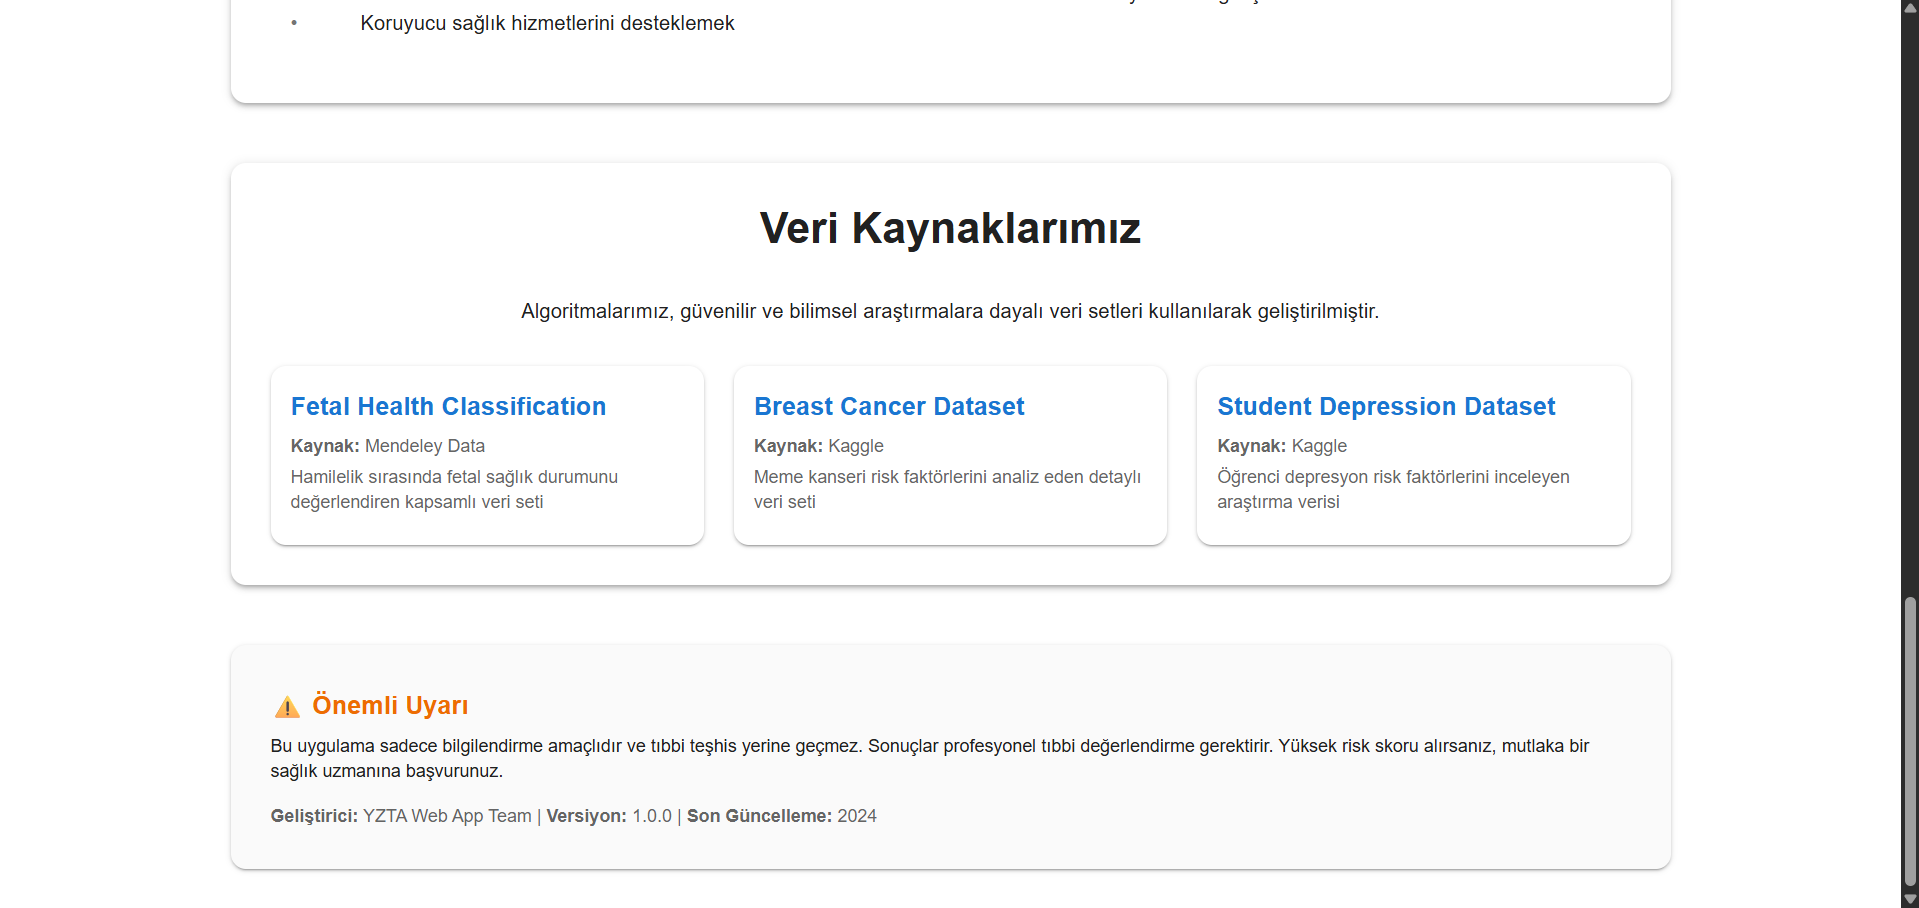 • Koruyucu sağlık hizmetlerini desteklemek
Veri Kaynaklarımız
Algoritmalarımız, güvenilir ve bilimsel araştırmalara dayalı veri setleri kullanılarak geliştirilmiştir.
Fetal Health Classification
Kaynak: Mendeley Data
Hamilelik sırasında fetal sağlık durumunu
değerlendiren kapsamlı veri seti
Breast Cancer Dataset
Kaynak: Kaggle
Meme kanseri risk faktörlerini analiz eden detaylı
veri seti
Student Depression Dataset
Kaynak: Kaggle
Öğrenci depresyon risk faktörlerini inceleyen
araştırma verisi
⚠️ Önemli Uyarı
Bu uygulama sadece bilgilendirme amaçlıdır ve tıbbi teşhis yerine geçmez. Sonuçlar profesyonel tıbbi değerlendirme gerektirir. Yüksek risk skoru alırsanız, mutlaka bir
sağlık uzmanına başvurunuz.
Geliştirici: YZTA Web App Team | Versiyon: 1.0.0 | Son Güncelleme: 2024